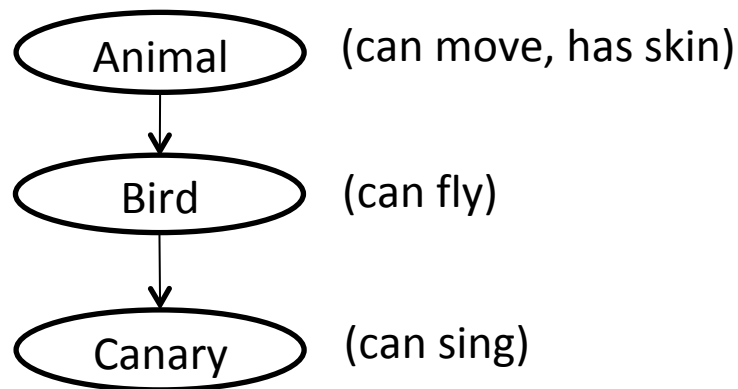 Animal (can move, has skin)
Bird (can fly)
Canary (can sing)